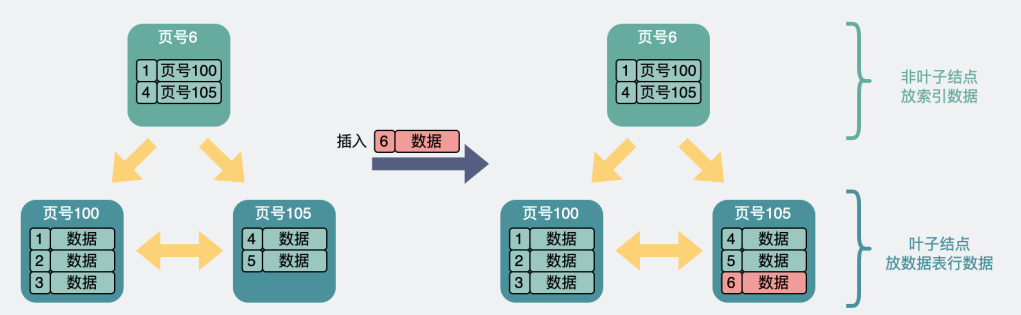 页号6
1 页号100
4 页号105
页号100
1 数据
2 数据
3 数据
页号105
4 数据
5 数据
插入 6 数据
页号6
1 页号100
4 页号105
页号100
1 数据
2 数据
3 数据
页号105
4 数据
5 数据
6 数据
非叶子结点
放索引数据
叶子结点
放数据表行数据